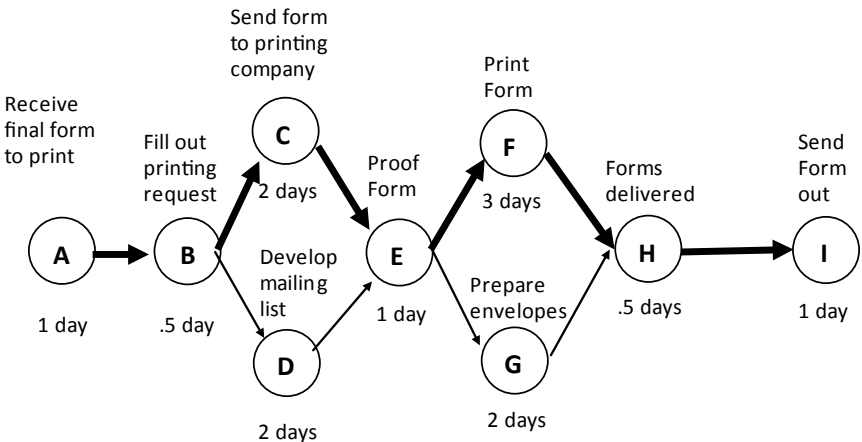 Send form
to printing
company
Print
Form
Receive
final form
to print
Fill out
printing
request
C
2 days
Proof
Form
F
3 days
Forms
delivered
Send
Form
out
A
1 day
B
.5 day
Develop
mailing
list
D
2 days
E
1 day
Prepare
envelopes
G
2 days
H
.5 days
I
1 day